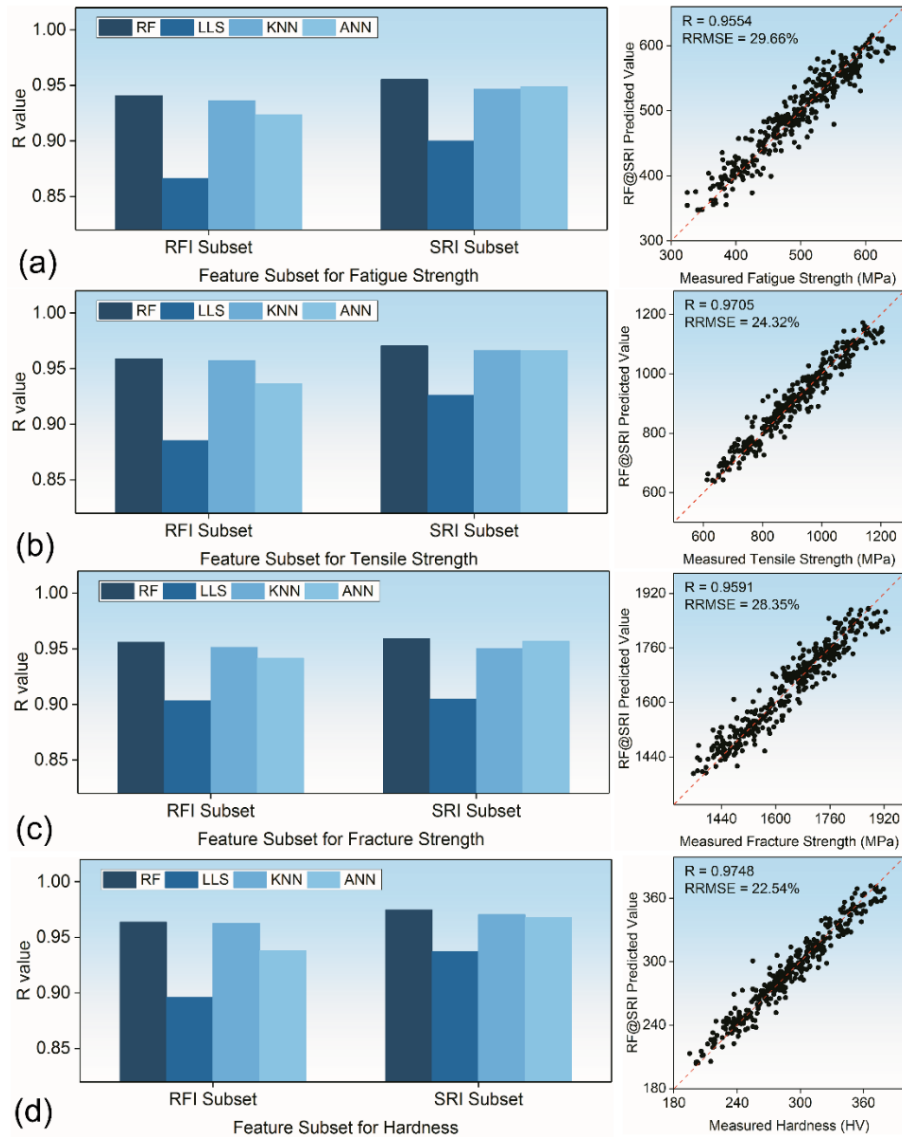 1.00
0.95
0.90
0.85
R value
RF LLS KNN ANN
RFI Subset SRI Subset
(a)
Feature Subset for Fatigue Strength
R = 0.9554
RRMSE = 29.66%
600
500
400
300
RF@SRI Predicted Value
300 400 500 600
Measured Fatigue Strength (MPa)
1.00
0.95
0.90
0.85
R value
RF LLS KNN ANN
RFI Subset SRI Subset
(b)
Feature Subset for Tensile Strength
R = 0.9705
RRMSE = 24.32%
1200
1000
800
600
RF@SRI Predicted Value
600 800 1000 1200
Measured Tensile Strength (MPa)
1.00
0.95
0.90
0.85
R value
RF LLS KNN ANN
RFI Subset SRI Subset
(c)
Feature Subset for Fracture Strength
R = 0.9591
RRMSE = 28.35%
1920
1760
1600
1440
RF@SRI Predicted Value
1440 1600 1760 1920
Measured Fracture Strength (MPa)
1.00
0.95
0.90
0.85
R value
RF LLS KNN ANN
RFI Subset SRI Subset
(d)
Feature Subset for Hardness
R = 0.9748
RRMSE = 22.54%
360
300
240
180
RF@SRI Predicted Value
180 240 300 360
Measured Hardness (HV)